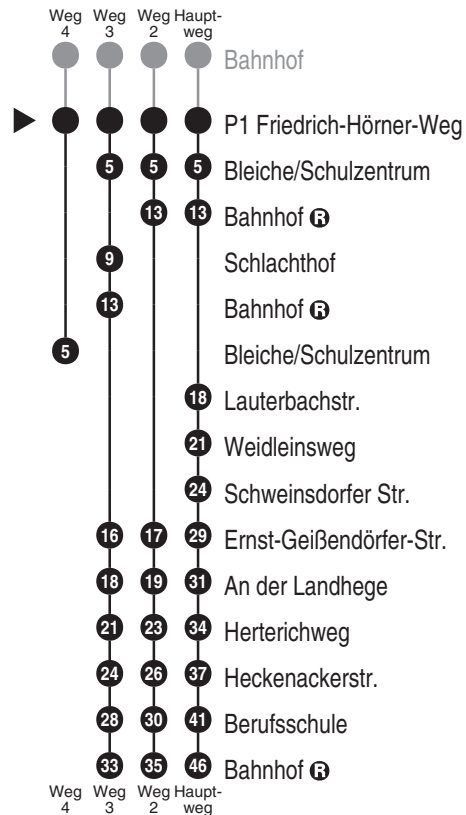 Weg Weg Weg Haupt-
4 3 2 weg
Bahnhof
P1 Friedrich-Hörner-Weg
5 5 5 Bleiche/Schulzentrum
13 13 Bahnhof R
9 Schlachthof
13 Bahnhof R
5 Bleiche/Schulzentrum
18 Lauterbachstr.
21 Weidleinsweg
24 Schweinsdorfer Str.
16 17 29 Ernst-Geißendörfer-Str.
18 19 31 An der Landhege
21 23 34 Herterichweg
24 26 37 Heckenackerstr.
28 30 41 Berufsschule
33 35 46 Bahnhof R
Weg Weg Weg Haupt-
4 3 2 weg